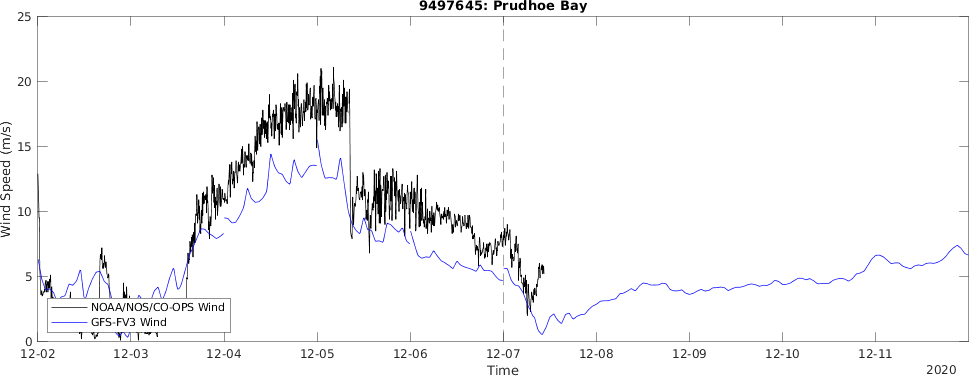 9497645: Prudhoe Bay
25
20
15
10
5
0
Wind Speed (m/s)
NOAA/NOS/CO-OPS Wind
GFS-FV3 Wind
12-02 12-03 12-04 12-05 12-06 12-07 12-08 12-09 12-10 12-11
Time
2020